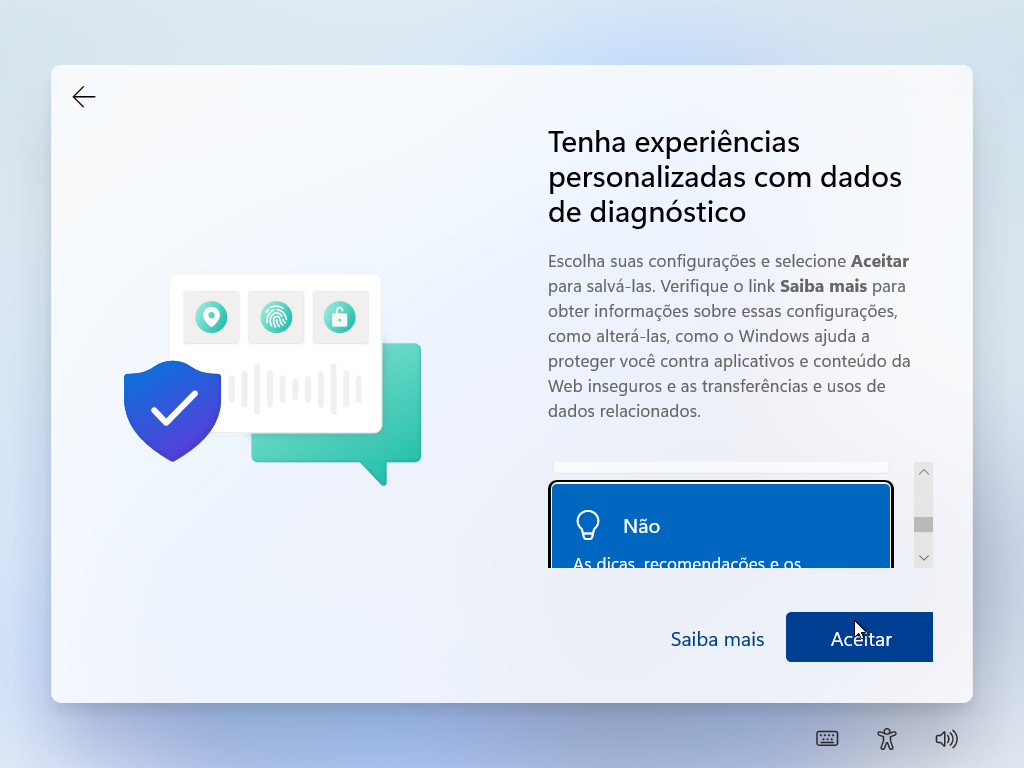 Tenha experiências
personalizadas com dados
de diagnóstico
Escolha suas configurações e selecione Aceitar
para salvá-las. Verifique o link Saiba mais para
obter informações sobre essas configurações,
como alterá-las, como o Windows ajuda a
proteger você contra aplicativos e conteúdo da
Web inseguros e as transferências e usos de
dados relacionados.
Não
As dicas, recomendações e os
Saiba mais
Aceitar